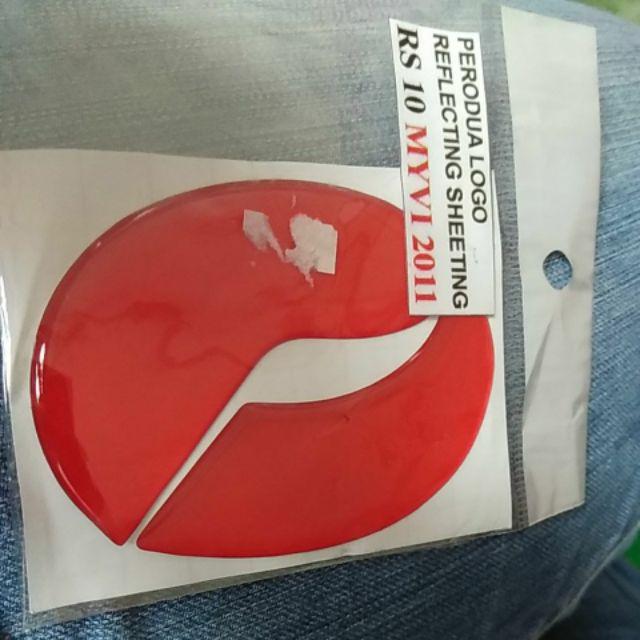 PERODUA LOGO
REFLECTING SHEETING
RS 10 MYVI 2011